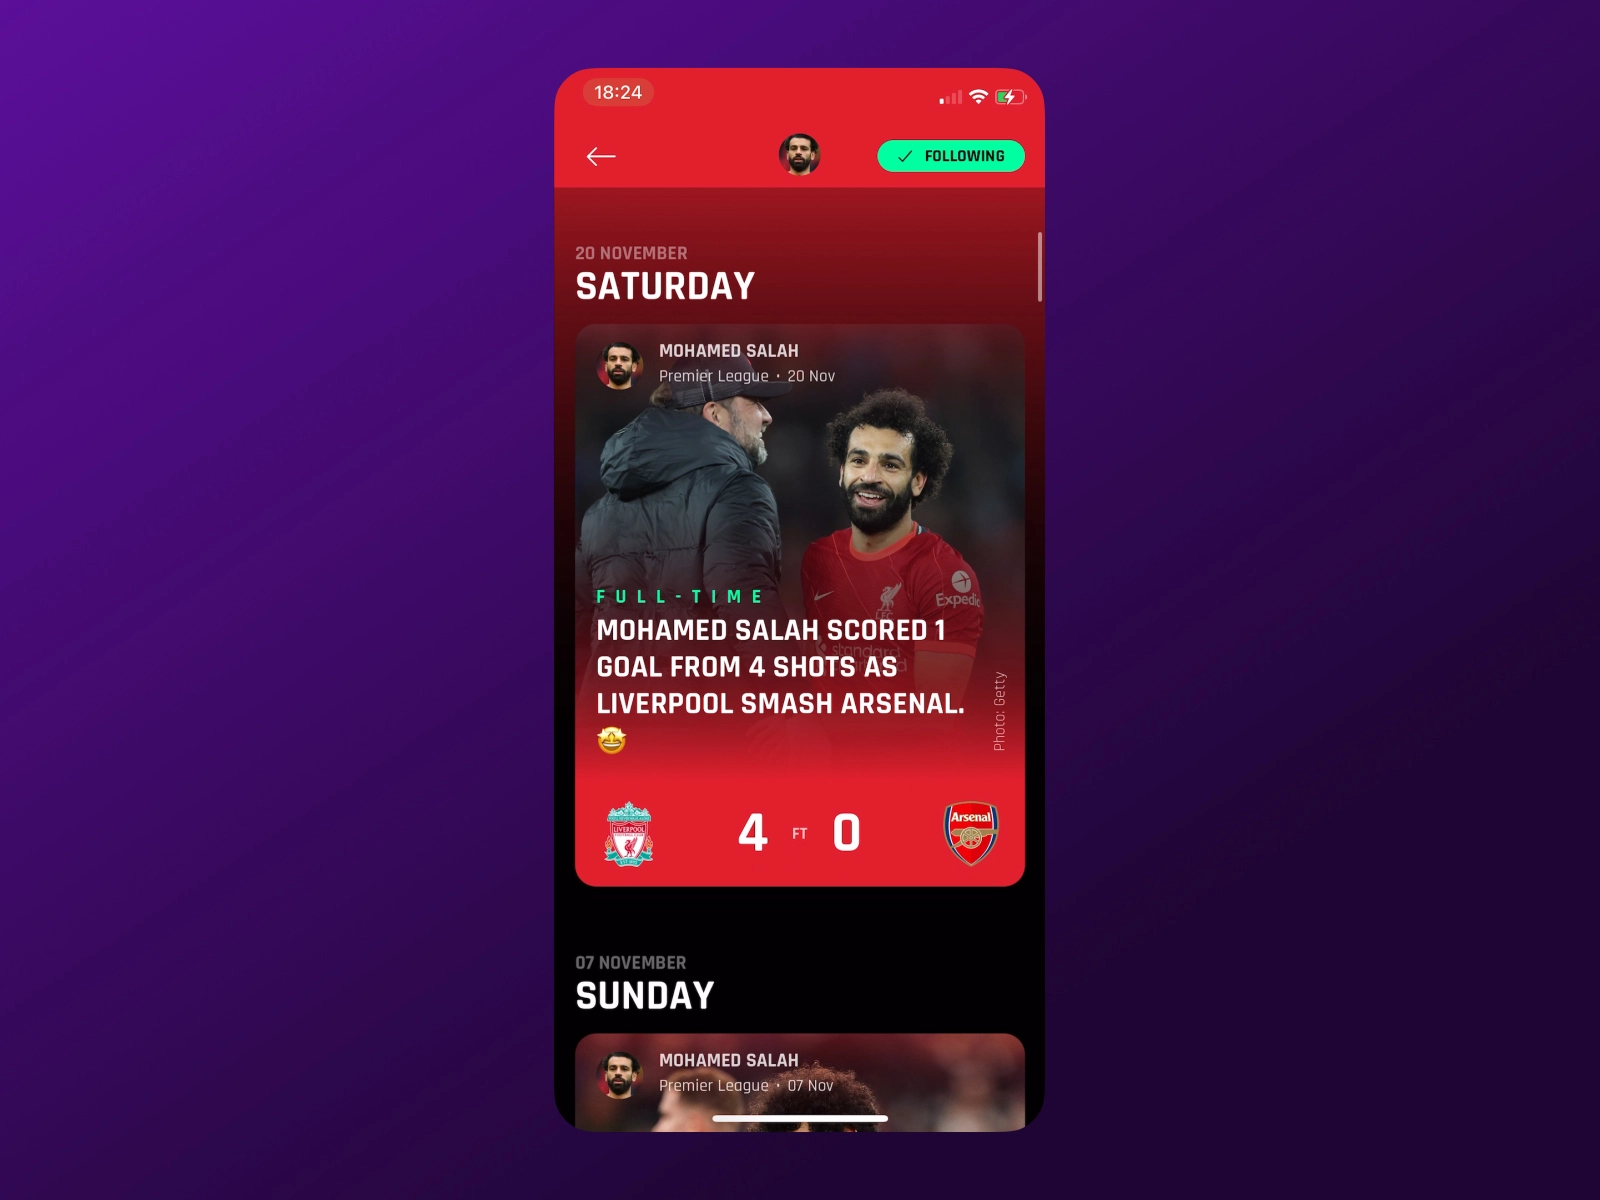 18:24
FOLLOWING
20 NOVEMBER
SATURDAY
MOHAMED SALAH
Premier League • 20 Nov
Expedia
standard
FULL-TIME
MOHAMED SALAH SCORED 1
GOAL FROM 4 SHOTS AS
LIVERPOOL SMASH ARSENAL.
🤩
Photo: Getty
LIVERPOOL
Arsenal
4 FT 0
07 NOVEMBER
SUNDAY
MOHAMED SALAH
Premier League • 07 Nov